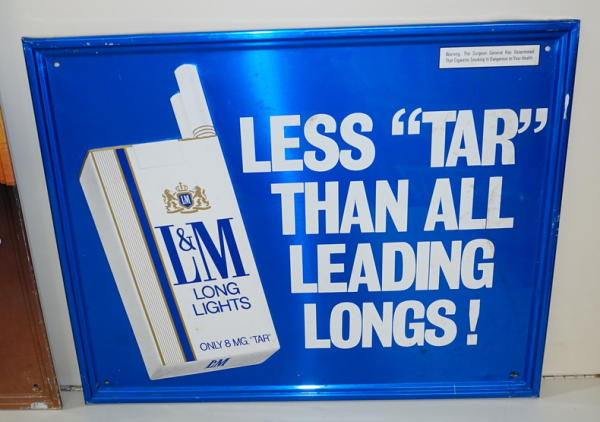 Warning: The Surgeon General Has Determined
That Cigarette Smoking Is Dangerous to Your Health.
LESS "TAR"
THAN ALL
LEADING
LONGS!
LM
L&M
LONG
LIGHTS
ONLY 8 MG. "TAR"
L&M